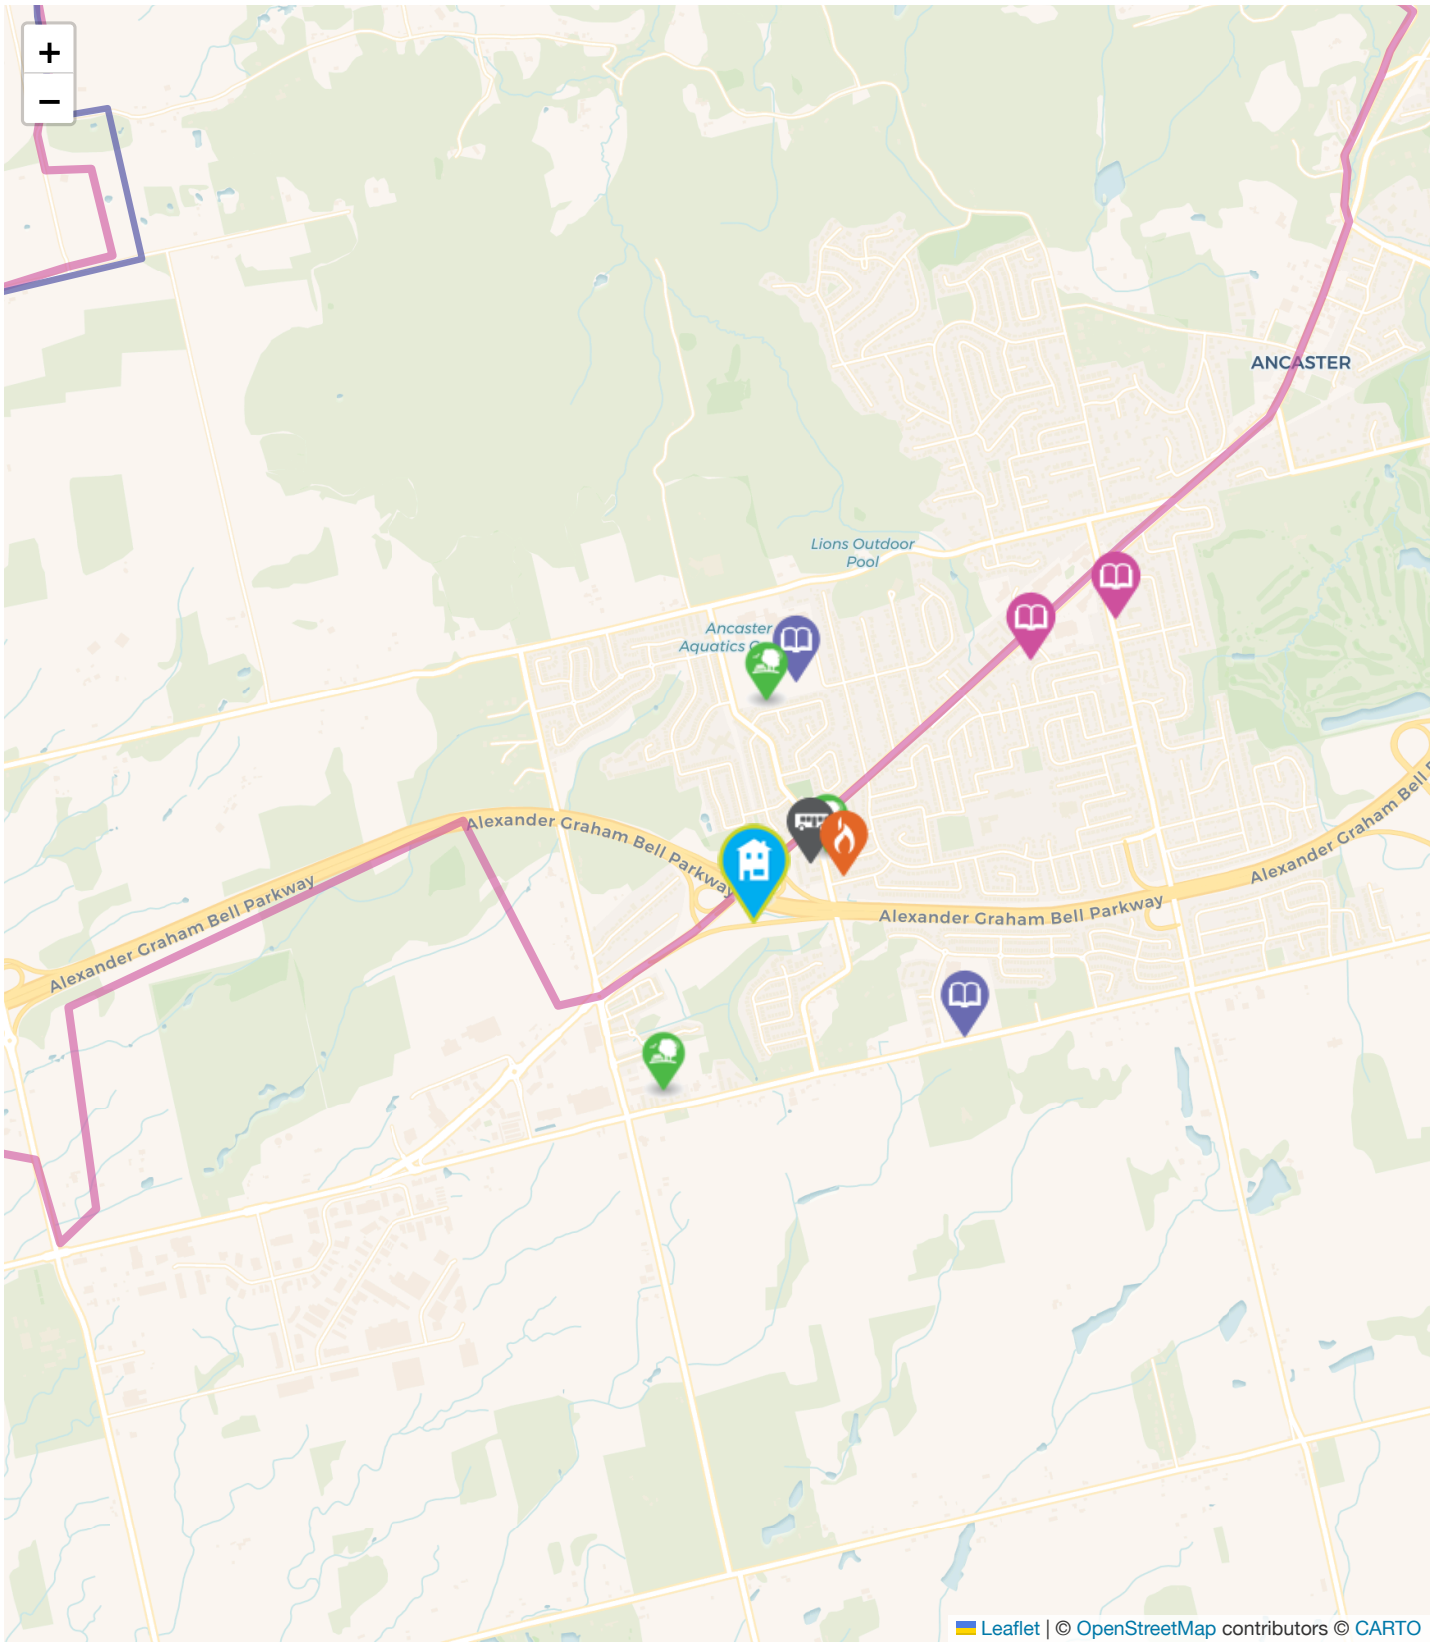 +
−
ANCASTER
Lions Outdoor
Pool
Ancaster
Aquatics
Alexander Graham Bell Parkway
Alexander Graham Bell Parkway
Alexander Graham Bell Parkway
Alexander Graham Bell
Leaflet | © OpenStreetMap contributors © CARTO